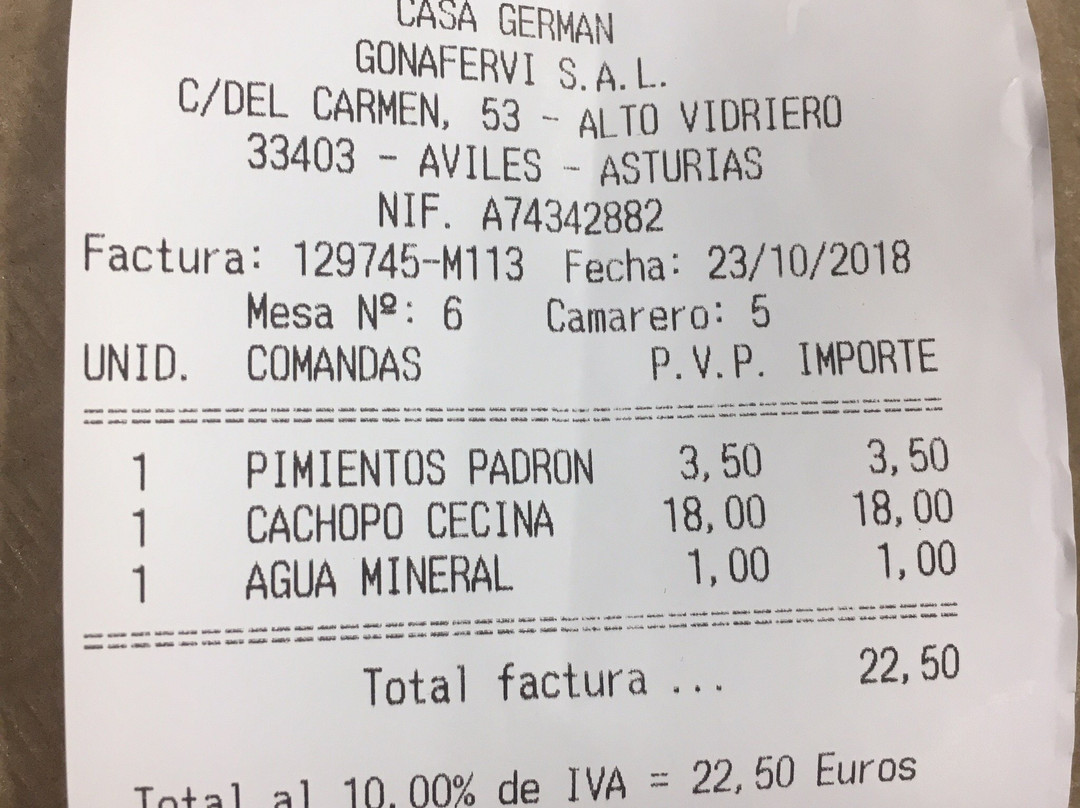 CASA GERMAN
GONAFERVI S.A.L.
C/DEL CARMEN, 53 - ALTO VIDRIERO
33403 - AVILES - ASTURIAS
NIF. A74342882
Factura: 129745-M113 Fecha: 23/10/2018
Mesa Nº: 6 Camarero: 5
UNID. COMANDAS P.V.P. IMPORTE
1 PIMIENTOS PADRON 3,50 3,50
1 CACHOPO CECINA 18,00 18,00
1 AGUA MINERAL 1,00 1,00
Total factura ... 22,50
Total al 10.00% de IVA = 22,50 Euros